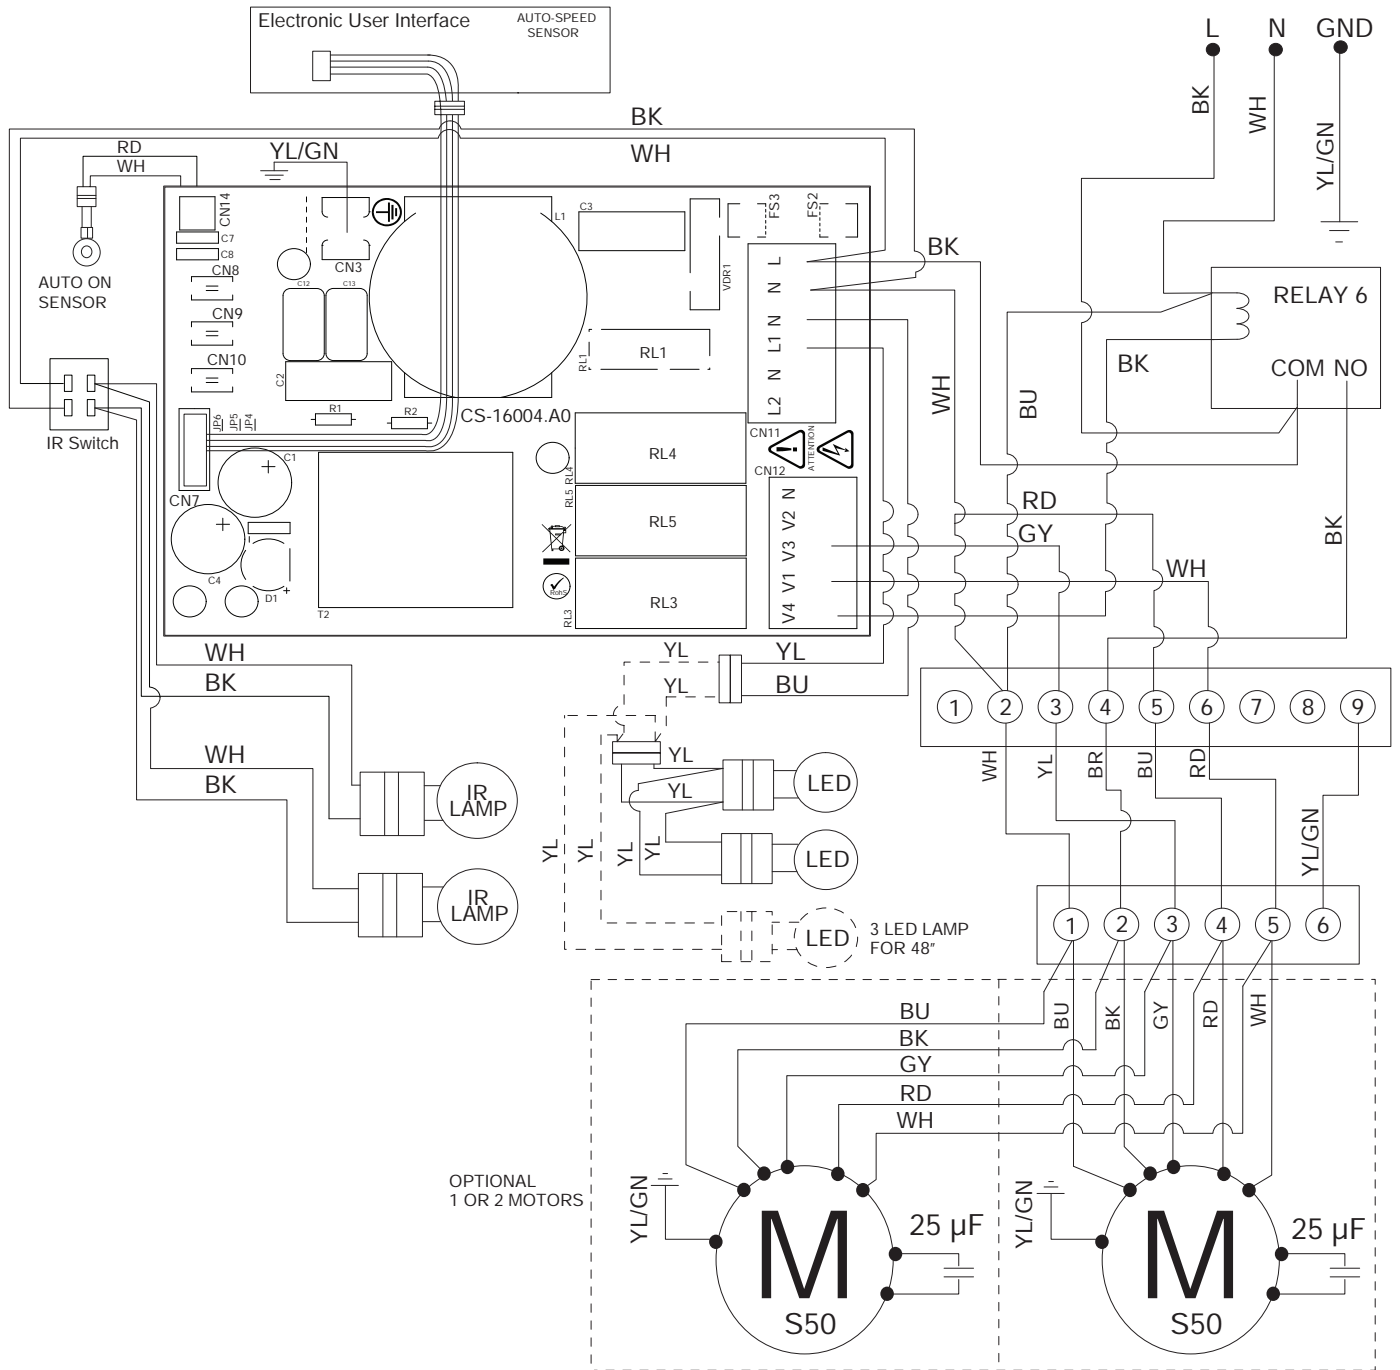 Electronic User Interface
AUTO-SPEED
SENSOR
L N GND
BK
WH
YL/GN
BK
WH
RD
WH
YL/GN
AUTO ON
SENSOR
CN14
C7
C8
CN8
CN9
CN10
CN3
C12
C13
C2
R1
R2
L1
C3
VDR1
FS3
FS2
RL1
RL1
CS-16004.A0
L
N
L1 N
L2 N
BK
RELAY 6
COM NO
BK
WH
BU
BK
IR Switch
JP6
JP5
JP4
CN7
C1
C4
D1
T2
RL4
RL4
RL5
RL5
RL3
RL3
RoHS
CN11
ATTENTION
CN12
V4 V1 V3 V2 N
RD
GY
WH
WH
BK
WH
BK
YL
YL
YL
BU
1 2 3 4 5 6 7 8 9
WH
YL
BR
BU
RD
YL/GN
IR
LAMP
IR
LAMP
YL
YL
YL
YL
YL
YL
LED
LED
LED
3 LED LAMP
FOR 48"
1 2 3 4 5 6
BU
BK
GY
RD
WH
BU
BK
GY
RD
WH
OPTIONAL
1 OR 2 MOTORS
YL/GN
M
S50
25 µF
YL/GN
M
S50
25 µF